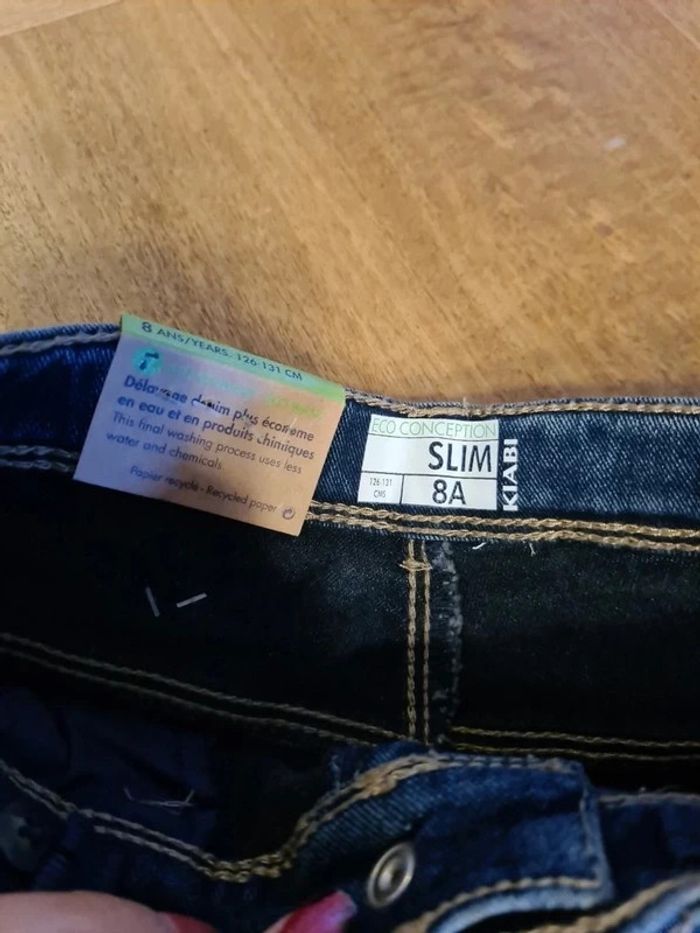 8 ANS/YEARS. 126-131 CM
Délavage denim plus économe
en eau et en produits chimiques
This final washing process uses less
water and chemicals
Papier recyclé - Recycled paper
ECO CONCEPTION
SLIM
126-131
CMS
8A
KIABI